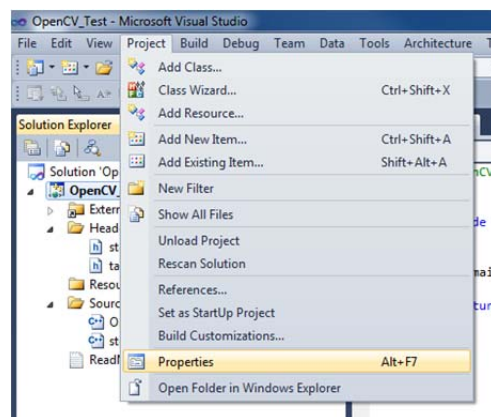 OpenCV_Test - Microsoft Visual Studio
File Edit View Project Build Debug Team Data Tools Architecture
Add Class...
Class Wizard... Ctrl+Shift+X
Add Resource...
Solution Explorer
Add New Item... Ctrl+Shift+A
Add Existing Item... Shift+Alt+A
Solution 'Op
New Filter
OpenCV_
Extern
Show All Files
Head
Unload Project
st
Rescan Solution
ta
References...
Resou
Set as StartUp Project
Sourc
Build Customizations...
O
st
Properties Alt+F7
ReadM
Open Folder in Windows Explorer